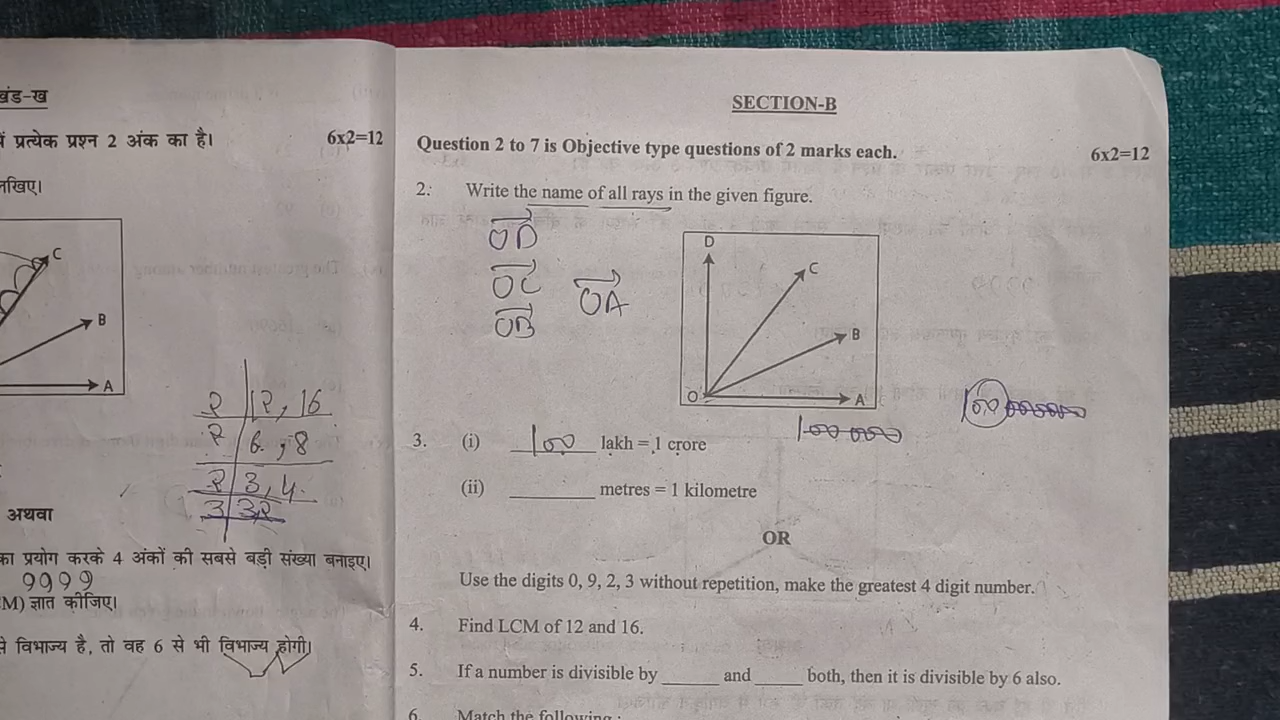 खंड-ख
प्रत्येक प्रश्न 2 अंक का है। 6x2=12
C
B
A
2 12, 16
2 6, 8
2 3, 4
3 3,2
अथवा
का प्रयोग करके 4 अंकों की सबसे बड़ी संख्या बनाइए।
9999
ज्ञात कीजिए।
से विभाज्य है, तो वह 6 से भी विभाज्य होगी।
SECTION-B
Question 2 to 7 is Objective type questions of 2 marks each. 6x2=12
2: Write the name of all rays in the given figure.
OD
OC
OA
OB
D
C
B
O
A
3. (i) 100 lakh = 1 crore
(ii) ________ metres = 1 kilometre
OR
Use the digits 0, 9, 2, 3 without repetition, make the greatest 4 digit number.
4. Find LCM of 12 and 16.
5. If a number is divisible by ______ and _____ both, then it is divisible by 6 also.
6. Match the following :